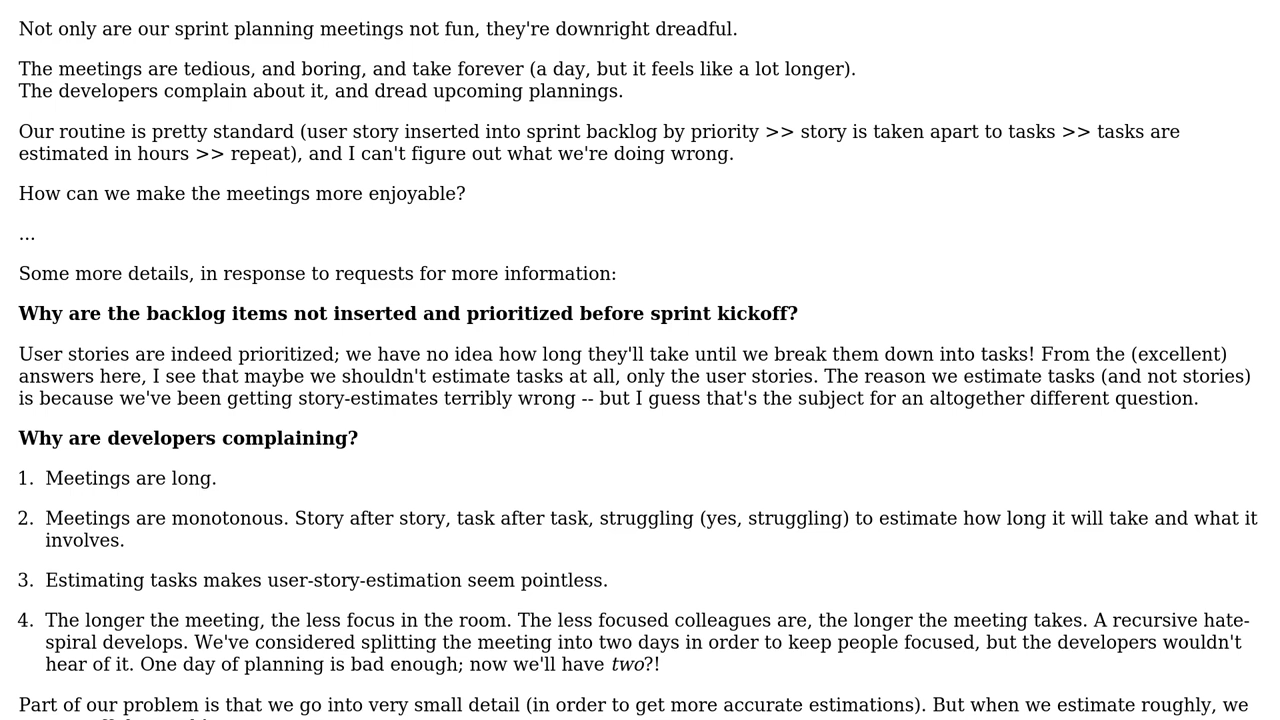 Not only are our sprint planning meetings not fun, they're downright dreadful.
The meetings are tedious, and boring, and take forever (a day, but it feels like a lot longer).
The developers complain about it, and dread upcoming plannings.
Our routine is pretty standard (user story inserted into sprint backlog by priority >> story is taken apart to tasks >> tasks are
estimated in hours >> repeat), and I can't figure out what we're doing wrong.
How can we make the meetings more enjoyable?
...
Some more details, in response to requests for more information:
Why are the backlog items not inserted and prioritized before sprint kickoff?
User stories are indeed prioritized; we have no idea how long they'll take until we break them down into tasks! From the (excellent)
answers here, I see that maybe we shouldn't estimate tasks at all, only the user stories. The reason we estimate tasks (and not stories)
is because we've been getting story-estimates terribly wrong -- but I guess that's the subject for an altogether different question.
Why are developers complaining?
1. Meetings are long.
2. Meetings are monotonous. Story after story, task after task, struggling (yes, struggling) to estimate how long it will take and what it
involves.
3. Estimating tasks makes user-story-estimation seem pointless.
4. The longer the meeting, the less focus in the room. The less focused colleagues are, the longer the meeting takes. A recursive hate-
spiral develops. We've considered splitting the meeting into two days in order to keep people focused, but the developers wouldn't
hear of it. One day of planning is bad enough; now we'll have two?!
Part of our problem is that we go into very small detail (in order to get more accurate estimations). But when we estimate roughly, we